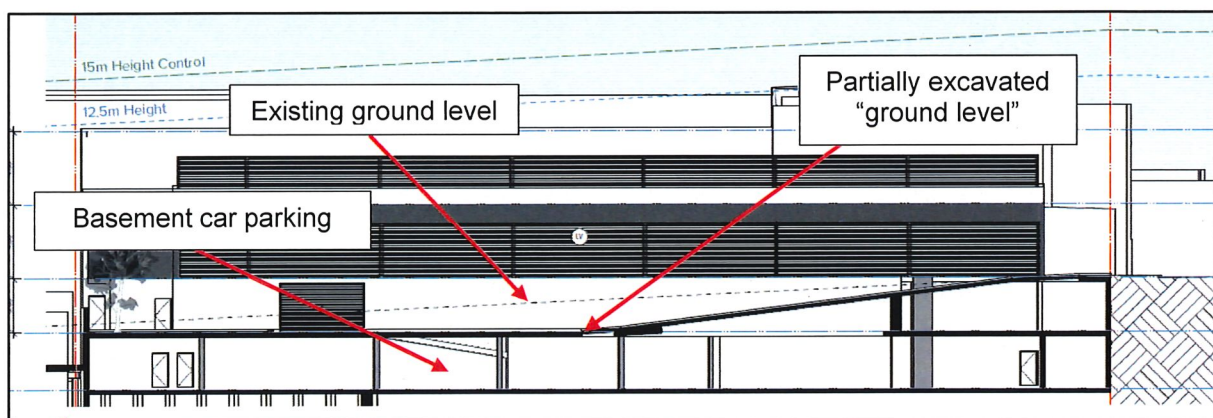 15m Height Control
12.5m Height
Existing ground level
Partially excavated
“ground level”
Basement car parking
LV